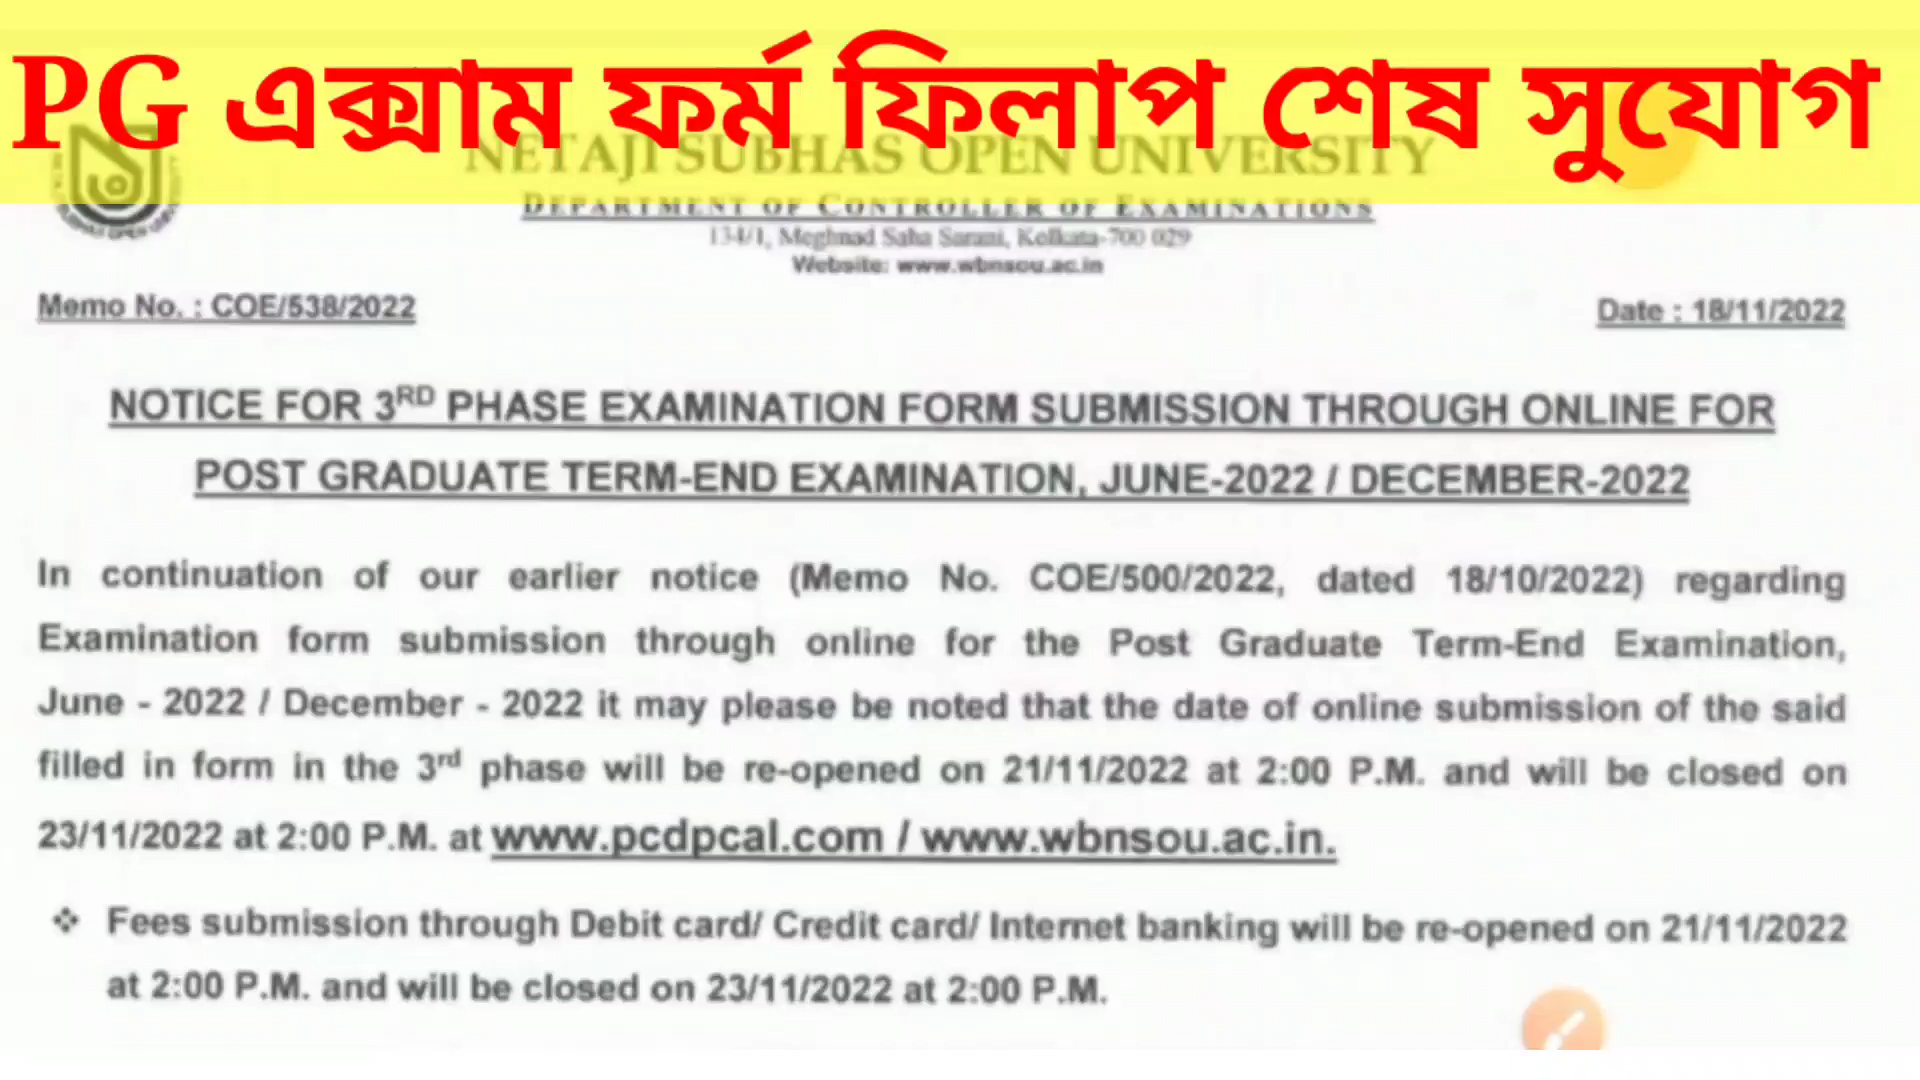 PG এক্সাম ফর্ম ফিলাপ শেষ সুযোগ
NETAJI SUBHAS OPEN UNIVERSITY
DEPARTMENT OF CONTROLLER OF EXAMINATIONS
134/1, Meghnad Saha Sarani, Kolkata-700 029
Website: www.wbnsou.ac.in
Memo No. : COE/538/2022
Date : 18/11/2022
NOTICE FOR 3RD PHASE EXAMINATION FORM SUBMISSION THROUGH ONLINE FOR
POST GRADUATE TERM-END EXAMINATION, JUNE-2022 / DECEMBER-2022
In continuation of our earlier notice (Memo No. COE/500/2022, dated 18/10/2022) regarding
Examination form submission through online for the Post Graduate Term-End Examination,
June - 2022 / December - 2022 it may please be noted that the date of online submission of the said
filled in form in the 3rd phase will be re-opened on 21/11/2022 at 2:00 P.M. and will be closed on
23/11/2022 at 2:00 P.M. at www.pcdpcal.com / www.wbnsou.ac.in.
❖ Fees submission through Debit card/ Credit card/ Internet banking will be re-opened on 21/11/2022
at 2:00 P.M. and will be closed on 23/11/2022 at 2:00 P.M.